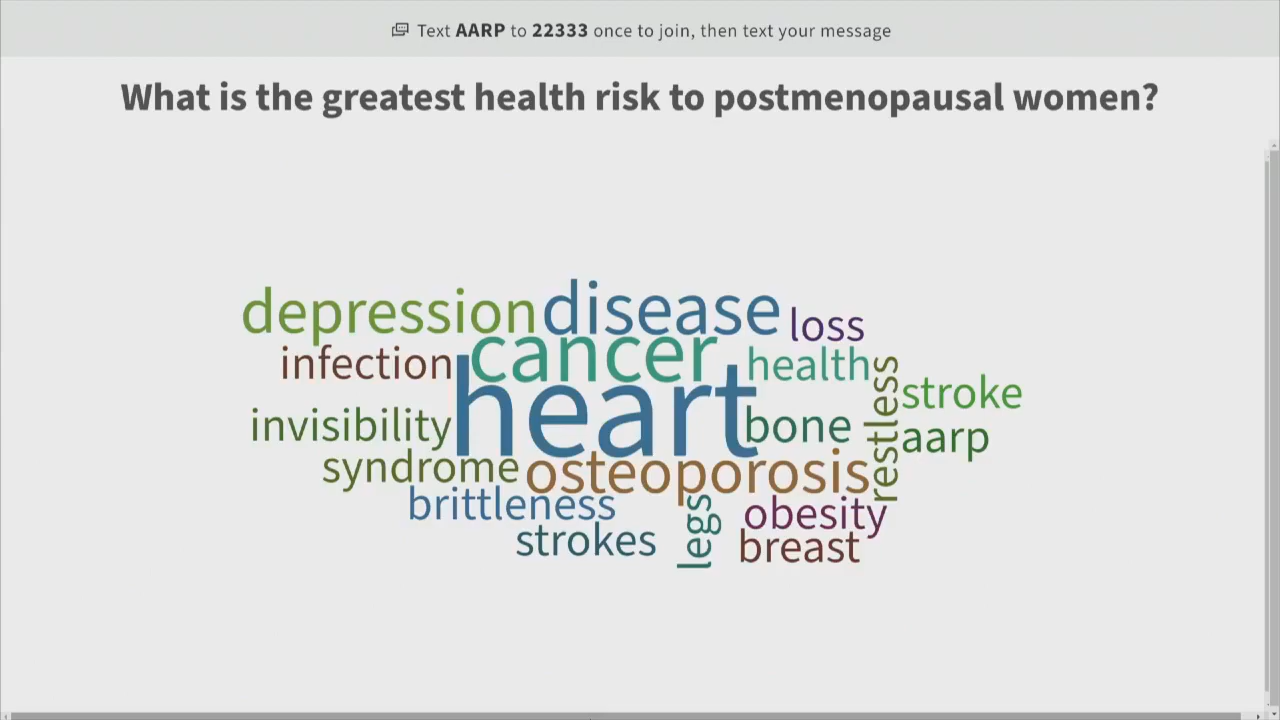 Text AARP to 22333 once to join, then text your message
What is the greatest health risk to postmenopausal women?
depression
disease
loss
infection
cancer
health
restless
stroke
invisibility
heart
bone
aarp
syndrome
osteoporosis
brittleness
legs
obesity
strokes
breast